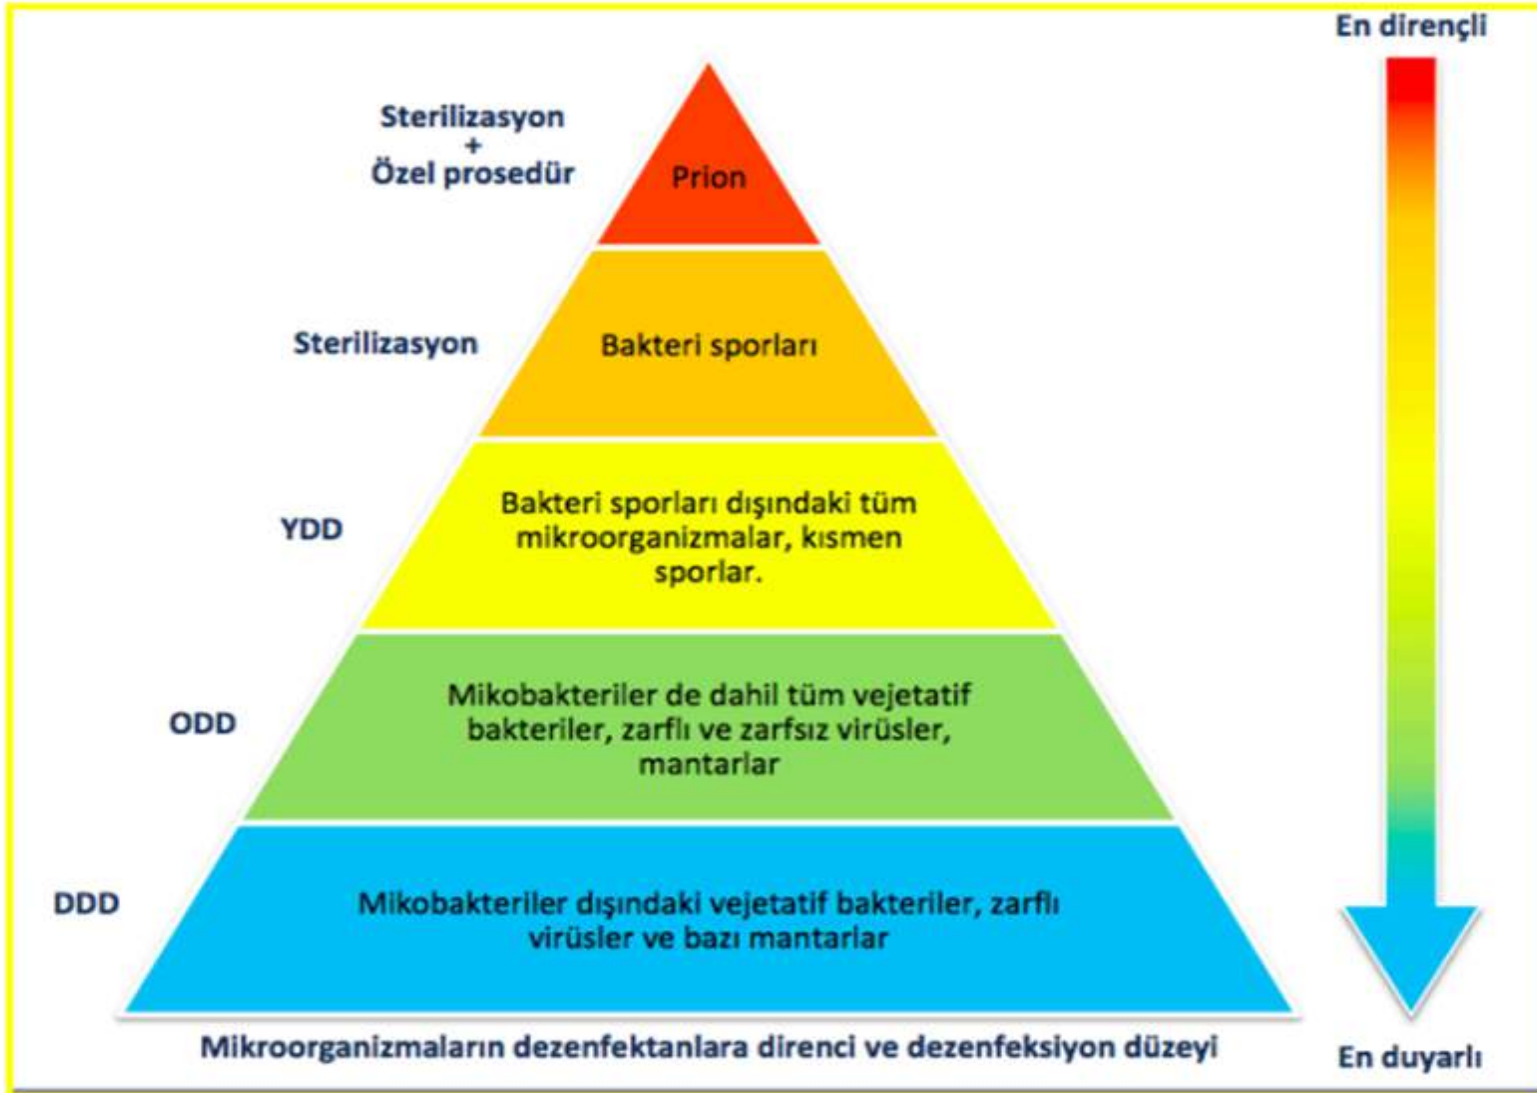 En dirençli
Sterilizasyon
+
Özel prosedür
Prion
Sterilizasyon
Bakteri sporları
YDD
Bakteri sporları dışındaki tüm
mikroorganizmalar, kısmen
sporlar.
ODD
Mikobakteriler de dahil tüm vejetatif
bakteriler, zarflı ve zarfsız virüsler,
mantarlar
DDD
Mikobakteriler dışındaki vejetatif bakteriler, zarflı
virüsler ve bazı mantarlar
Mikroorganizmaların dezenfektanlara direnci ve dezenfeksiyon düzeyi
En duyarlı